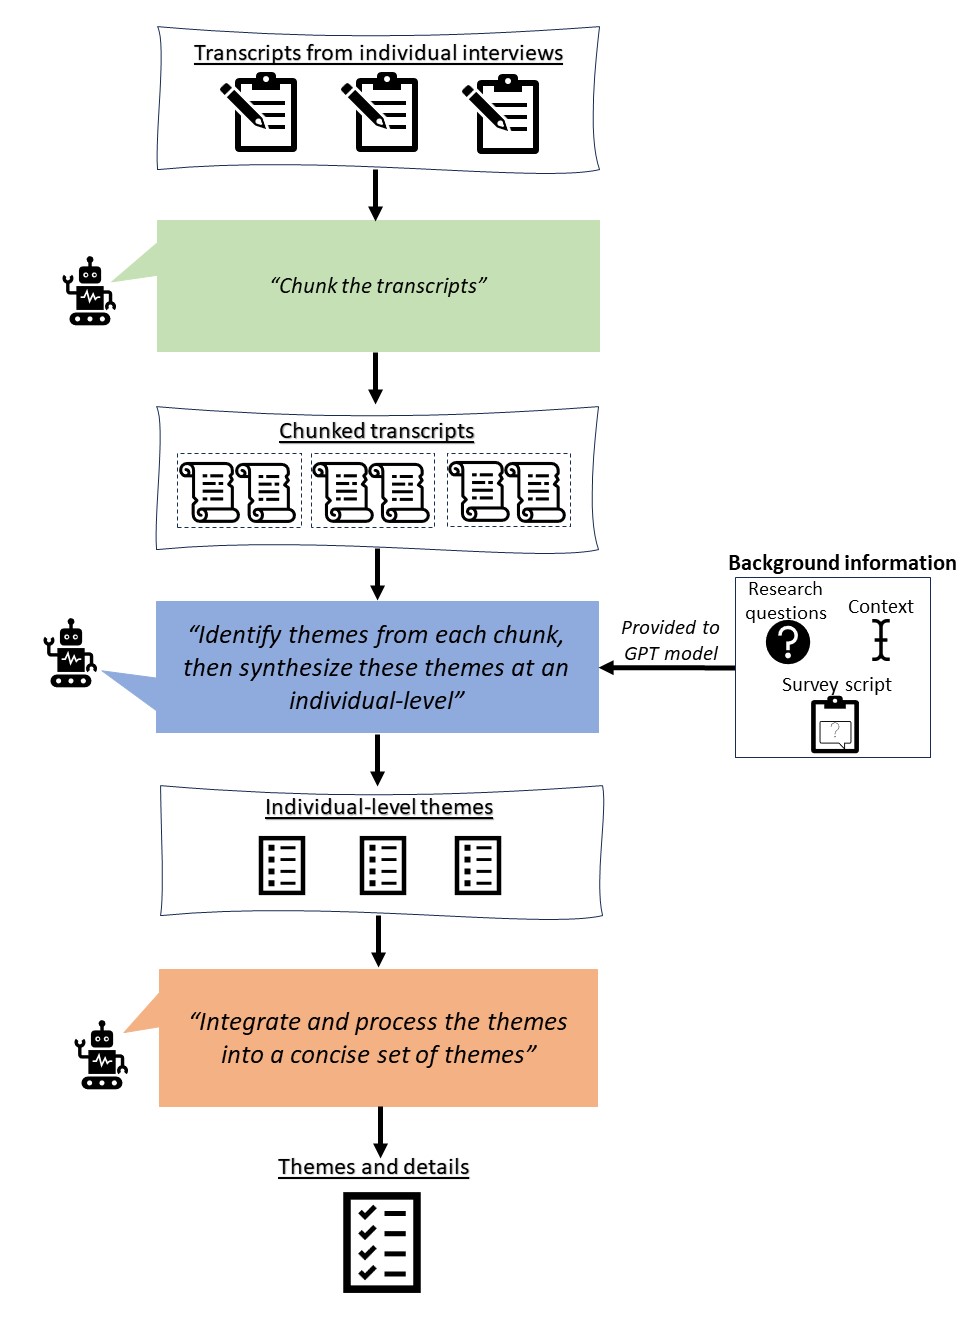 Transcripts from individual interviews
“Chunk the transcripts”
Chunked transcripts
Background information
Research
questions
Context
Survey script
?
?
Provided to
GPT model
“Identify themes from each chunk,
then synthesize these themes at an
individual-level”
Individual-level themes
“Integrate and process the themes
into a concise set of themes”
Themes and details